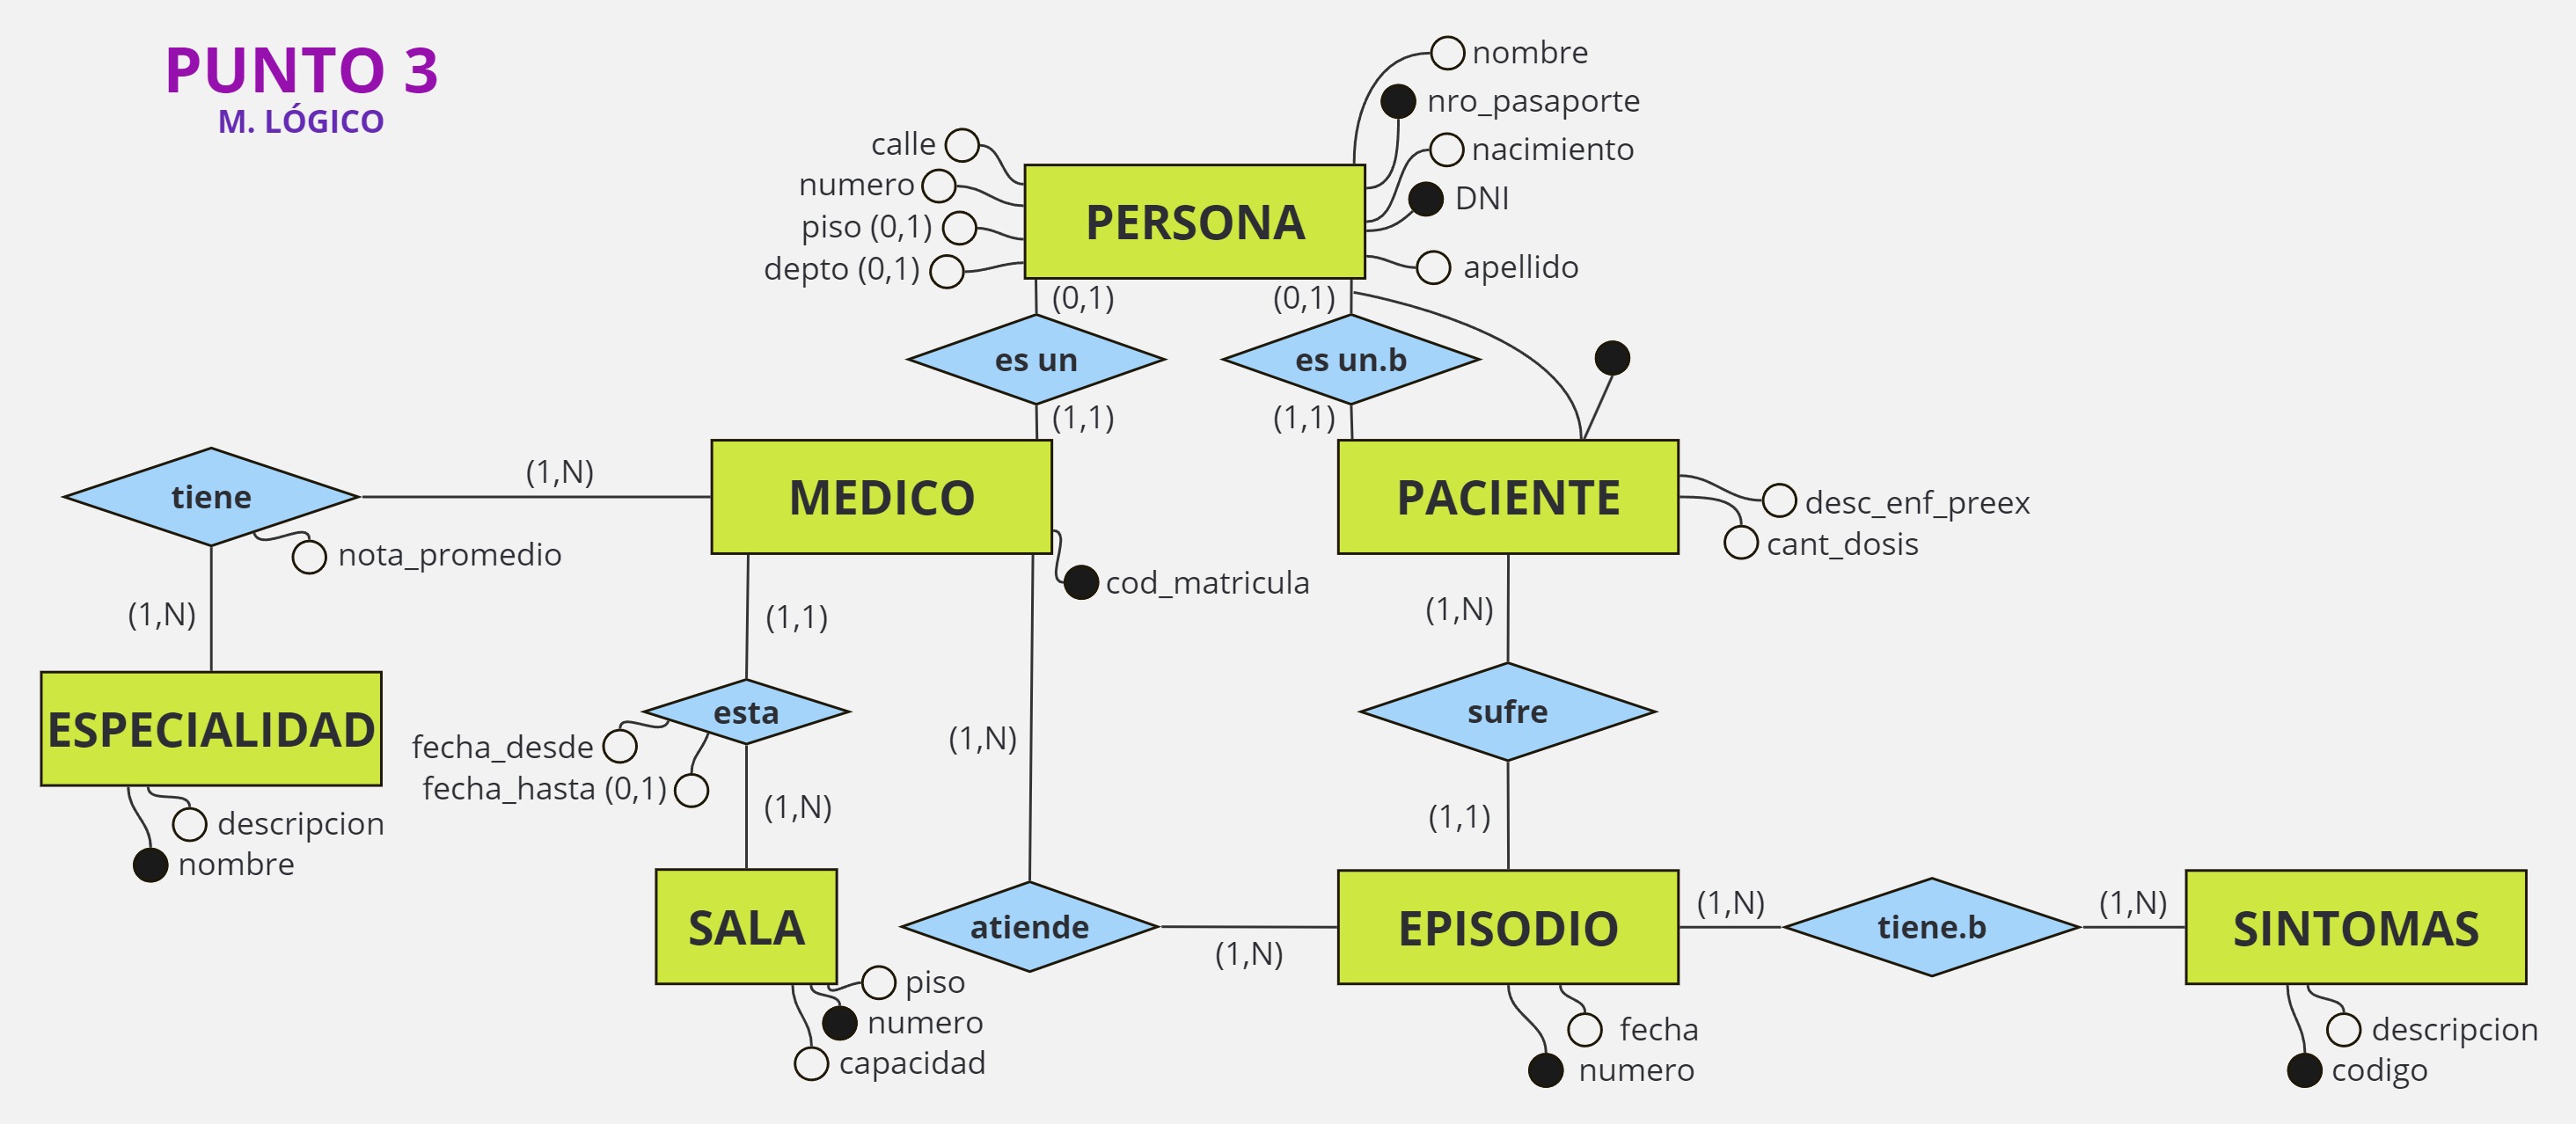 PUNTO 3
M. LÓGICO
nombre
nro_pasaporte
calle
nacimiento
numero
DNI
PERSONA
piso (0,1)
depto (0,1)
apellido
(0,1)
(0,1)
es un
es un.b
(1,1)
(1,1)
(1,N)
tiene
MEDICO
PACIENTE
desc_enf_preex
cant_dosis
nota_promedio
cod_matricula
(1,N)
(1,1)
(1,N)
ESPECIALIDAD
esta
sufre
fecha_desde
(1,N)
fecha_hasta (0,1)
(1,N)
(1,1)
descripcion
nombre
(1,N)
(1,N)
SALA
atiende
EPISODIO
tiene.b
SINTOMAS
(1,N)
piso
numero
capacidad
fecha
numero
descripcion
codigo